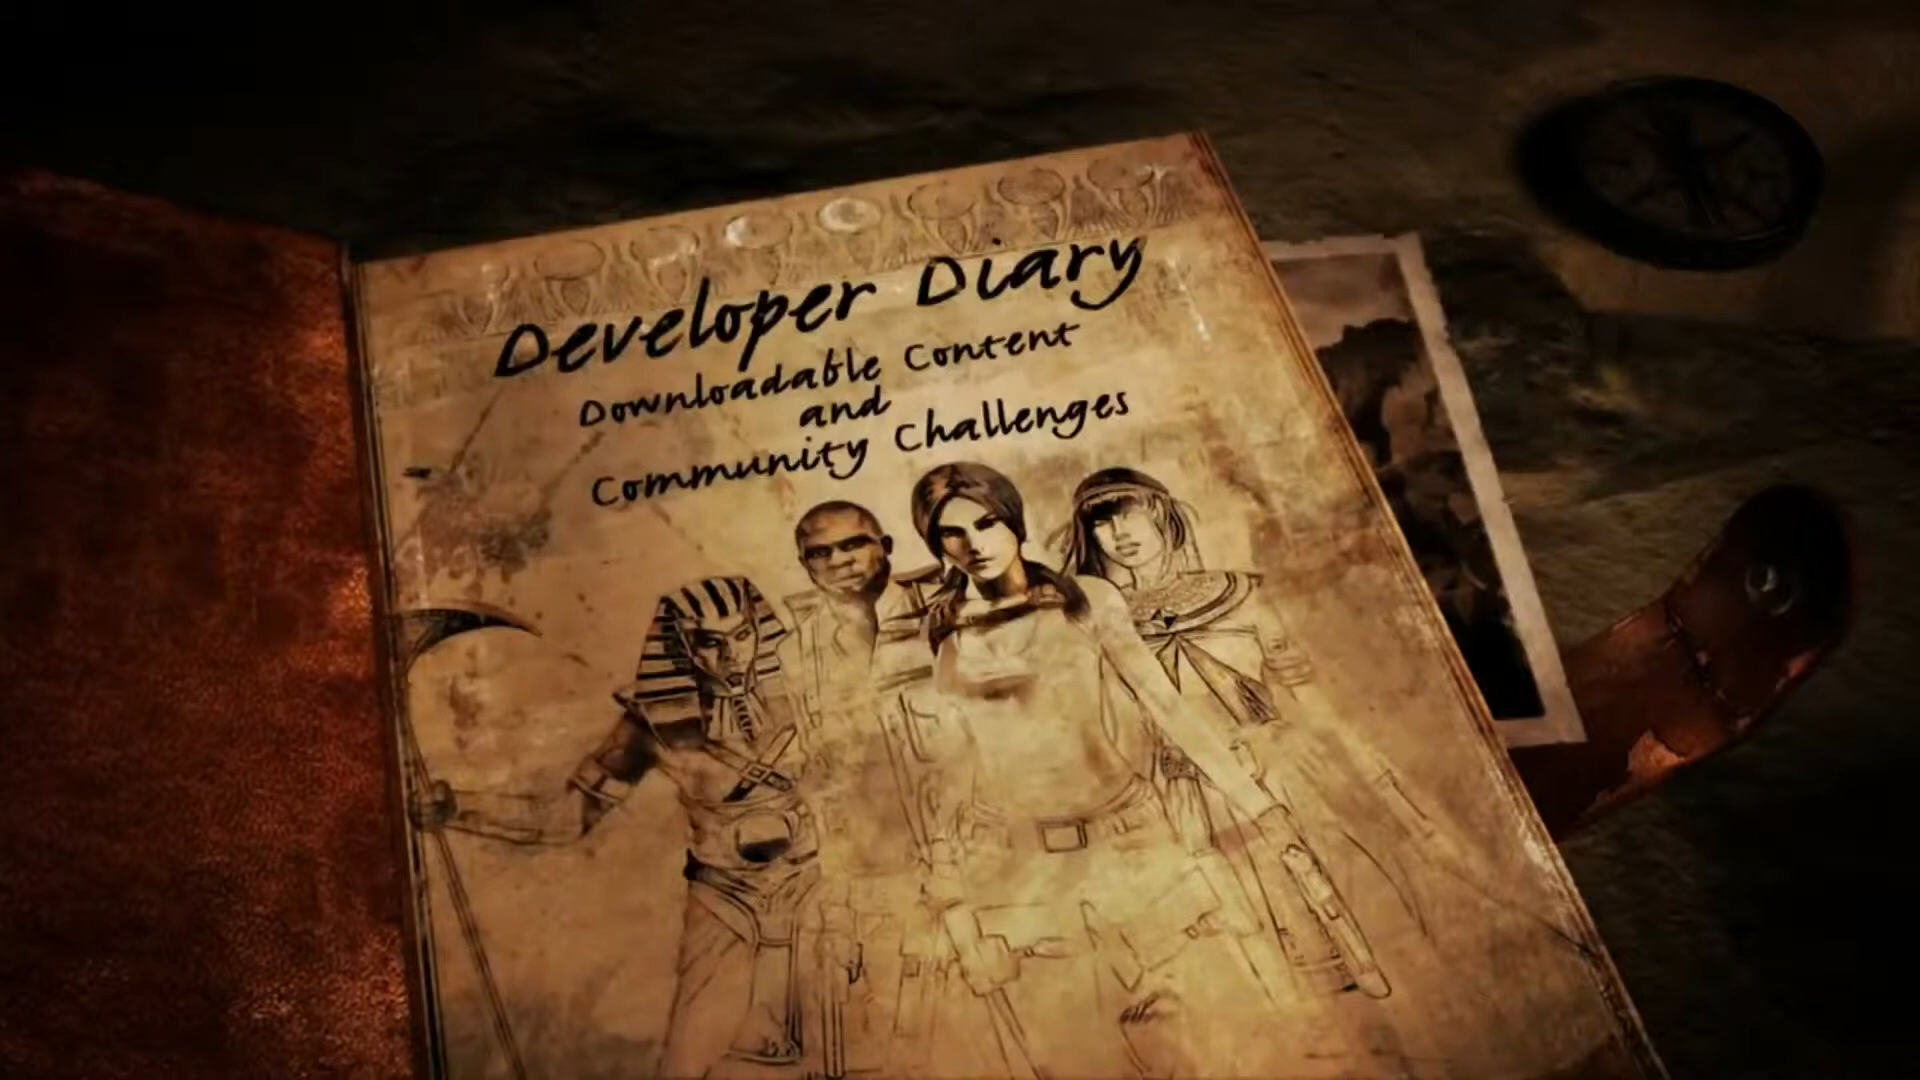 Developer Diary
Downloadable Content
and
Community Challenges